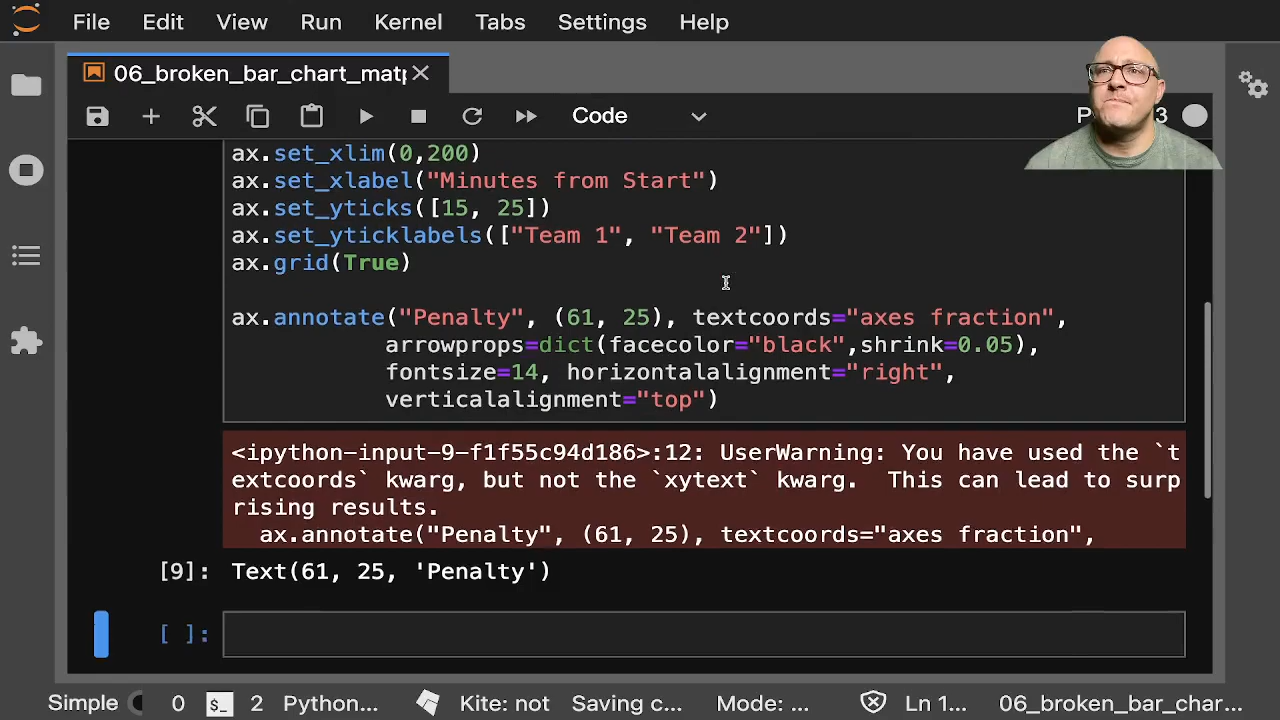 File Edit View Run Kernel Tabs Settings Help
06_broken_bar_chart_matp
Code
3
ax.set_xlim(0,200)
ax.set_xlabel("Minutes from Start")
ax.set_yticks([15, 25])
ax.set_yticklabels(["Team 1", "Team 2"])
ax.grid(True)
ax.annotate("Penalty", (61, 25), textcoords="axes fraction",
arrowprops=dict(facecolor="black",shrink=0.05),
fontsize=14, horizontalalignment="right",
verticalalignment="top")
<ipython-input-9-f1f55c94d186>:12: UserWarning: You have used the `t
extcoords` kwarg, but not the `xytext` kwarg.  This can lead to surp
rising results.
ax.annotate("Penalty", (61, 25), textcoords="axes fraction",
[9]: Text(61, 25, 'Penalty')
[ ]:
Simple 0 $_ 2 Python... Kite: not Saving c... Mode: ... Ln 1... 06_broken_bar_char...